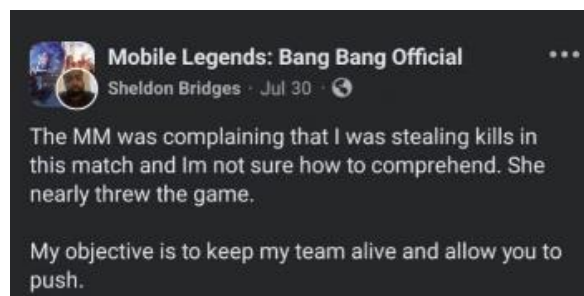 Mobile Legends: Bang Bang Official
Sheldon Bridges · Jul 30 ·
The MM was complaining that I was stealing kills in
this match and Im not sure how to comprehend. She
nearly threw the game.
My objective is to keep my team alive and allow you to
push.